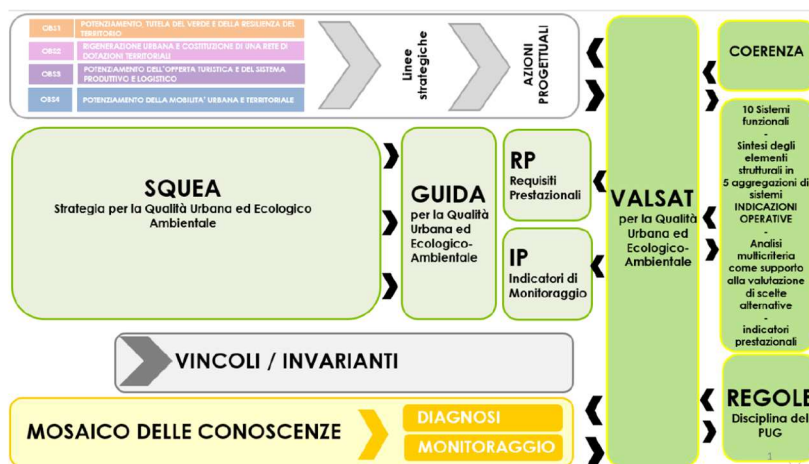 OBS1
POTENZIAMENTO, TUTELA DEL VERDE E DELLA RESILIENZA DEL
TERRITORIO
OBS2
RIGENERAZIONE URBANA E COSTITUZIONE DI UNA RETE DI
DOTAZIONI TERRITORIALI
OBS3
POTENZIAMENTO DELL'OFFERTA TURISTICA E DEL SISTEMA
PRODUTTIVO E LOGISTICO
OBS4
POTENZIAMENTO DELLA MOBILITA' URBANA E TERRITORIALE
Linee
strategiche
AZIONI
PROGETTUALI
SQUEA
Strategia per la Qualità Urbana ed Ecologico
Ambientale
GUIDA
per la Qualità
Urbana ed
Ecologico-
Ambientale
RP
Requisiti
Prestazionali
IP
Indicatori di
Monitoraggio
VALSAT
per la Qualità
Urbana ed
Ecologico-
Ambientale
COERENZA
10 Sistemi
funzionali
-
Sintesi degli
elementi
strutturali in
5 aggregazioni di
sistemi
INDICAZIONI
OPERATIVE
-
Analisi
multicriteria
come supporto
alla valutazione
di scelte
alternative
-
indicatori
prestazionali
VINCOLI / INVARIANTI
MOSAICO DELLE CONOSCENZE
DIAGNOSI
MONITORAGGIO
REGOLE
Disciplina del
PUG
1